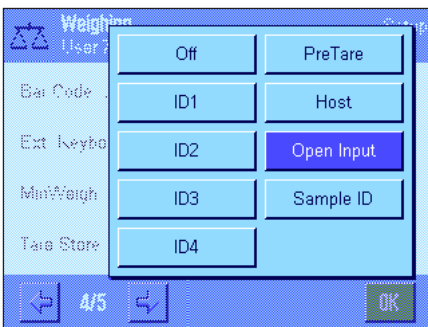 Weighing
User
Setup
Off
PreTare
Bar Code
ID1
Host
Ext. Keybo
ID2
Open Input
MinWeigh
ID3
Sample ID
Tare Store
ID4
4/5
OK